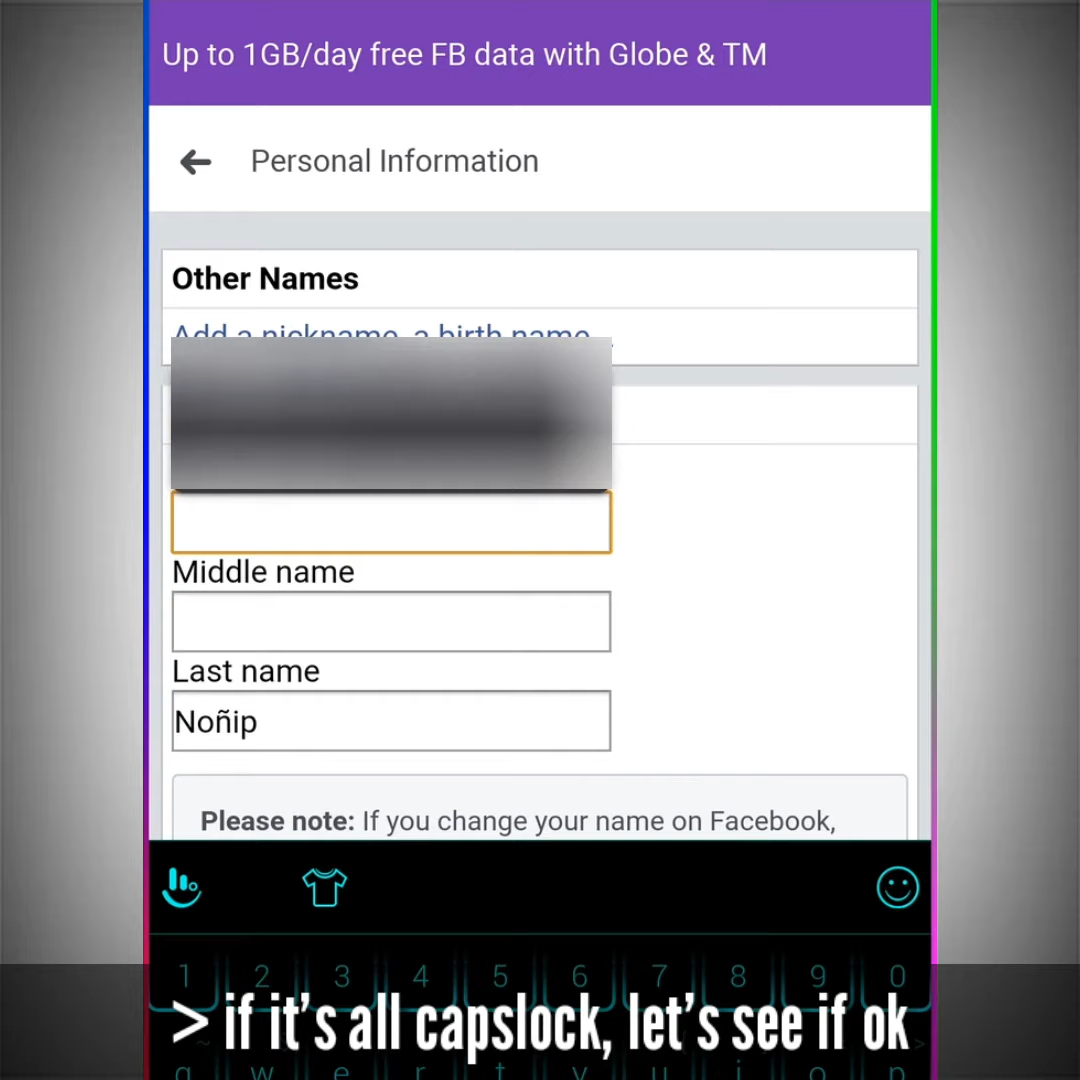 Up to 1GB/day free FB data with Globe & TM
Personal Information
Other Names
Add a nickname, a birth name...
Middle name
Last name
Noñip
Please note: If you change your name on Facebook,
1 2 3 4 5 6 7 8 9 0
> if it's all capslock, let's see if ok
q w e r t y u i o p